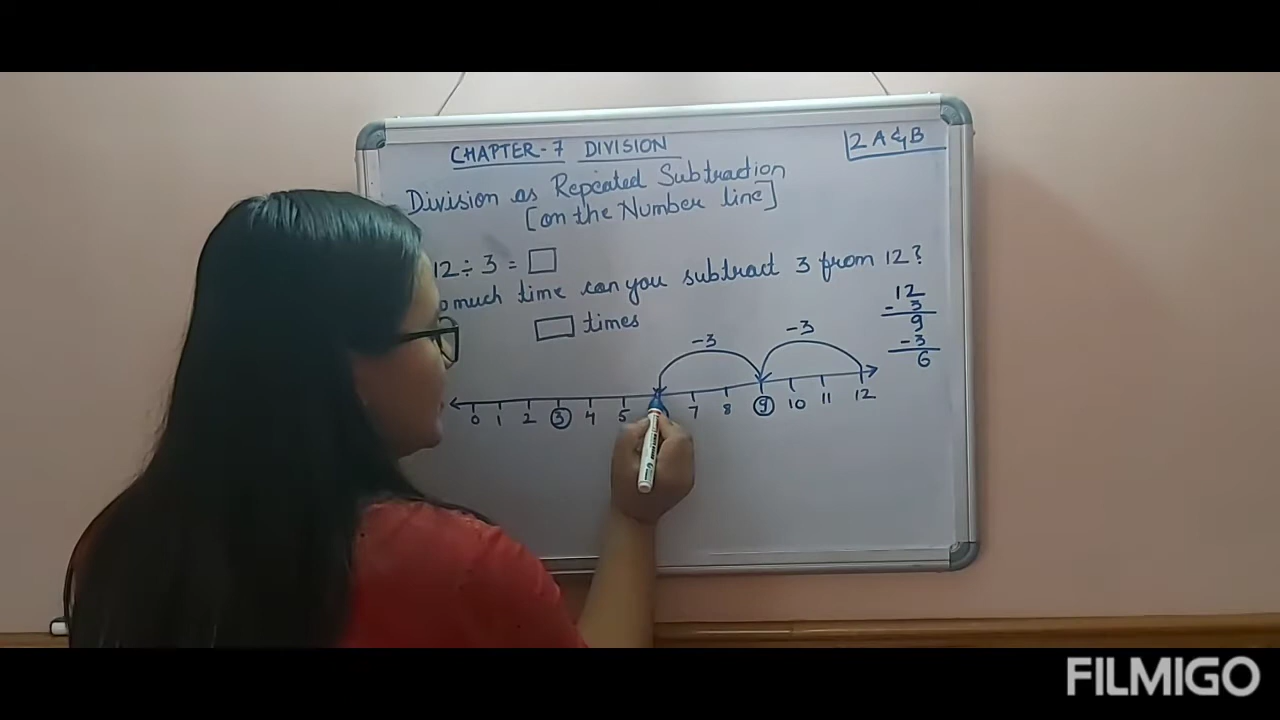 CHAPTER-7 DIVISION
2 A & B
Division as Repeated Subtraction
[on the Number line]
12 ÷ 3 = □
much time can you subtract 3 from 12?
□ times
12
- 3
9
- 3
6
-3 -3
0 1 2 3 4 5 7 8 9 10 11 12
FILMIGO